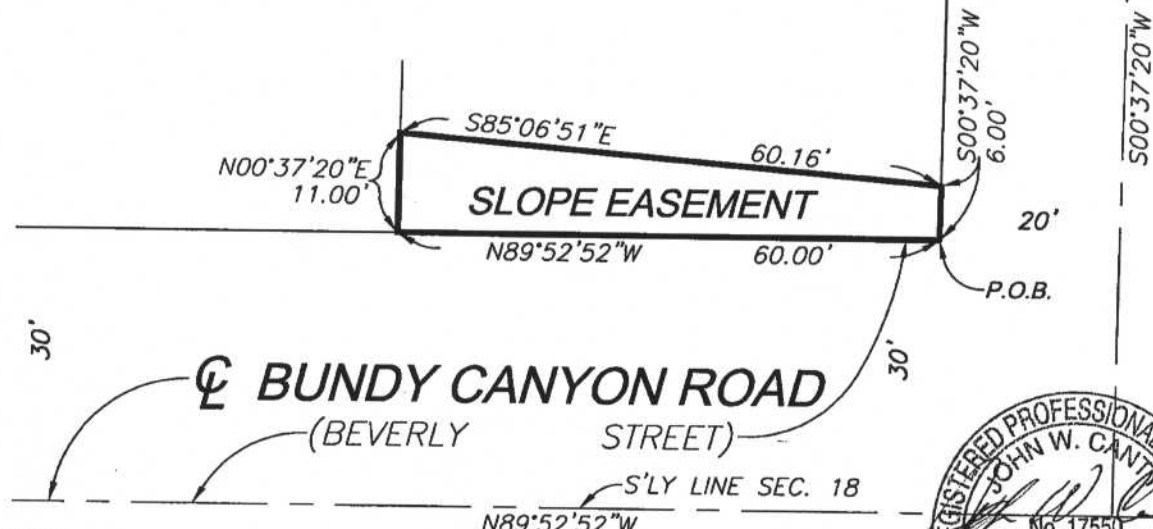 S00°37'20"W
6.00'
S00°37'20"W
S85°06'51"E
60.16'
N00°37'20"E
11.00'
SLOPE EASEMENT
20'
N89°52'52"W
60.00'
P.O.B.
30'
30'
℄ BUNDY CANYON ROAD
(BEVERLY STREET)
S'LY LINE SEC. 18
N89°52'52"W
REGISTERED PROFESSIONAL
JOHN W. CANT
No. 17550